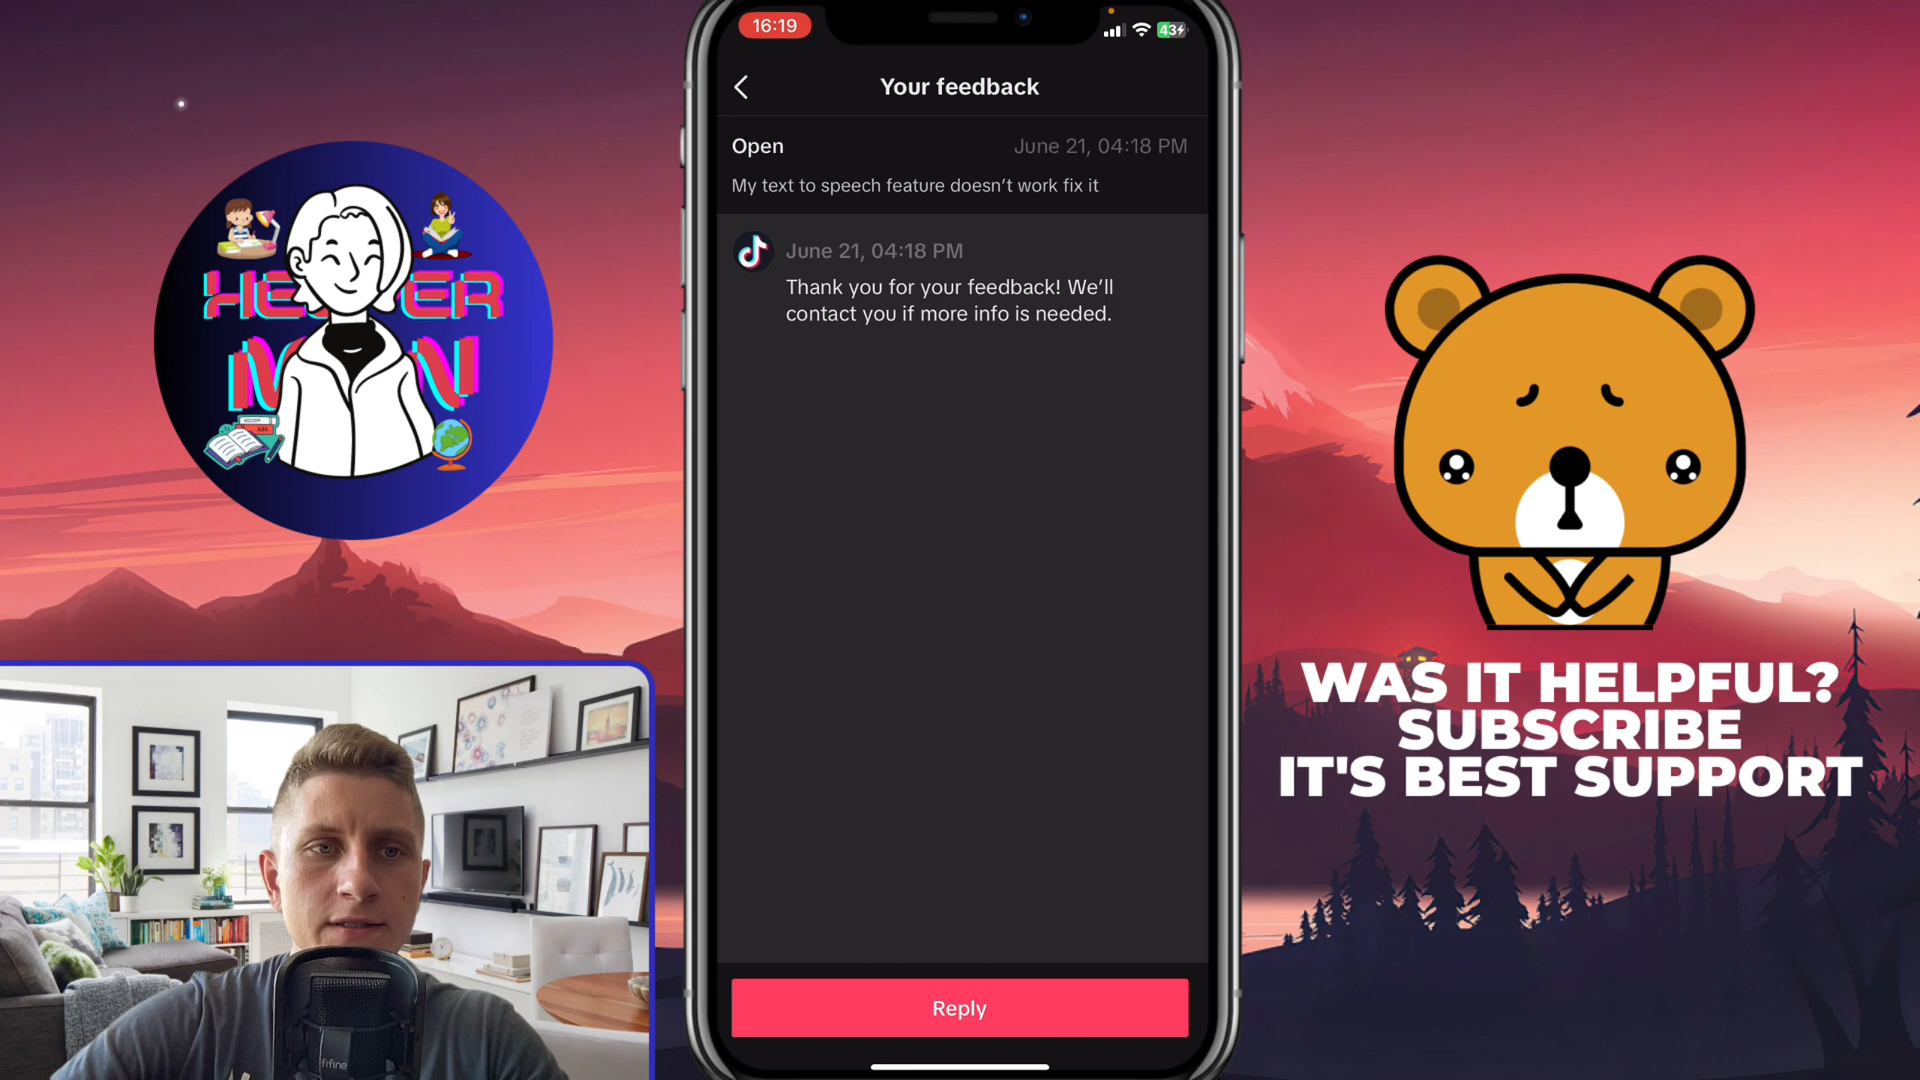 16:19
43
Your feedback
Open
June 21, 04:18 PM
My text to speech feature doesn’t work fix it
June 21, 04:18 PM
Thank you for your feedback! We’ll
contact you if more info is needed.
Reply
WAS IT HELPFUL?
SUBSCRIBE
IT'S BEST SUPPORT
fifine